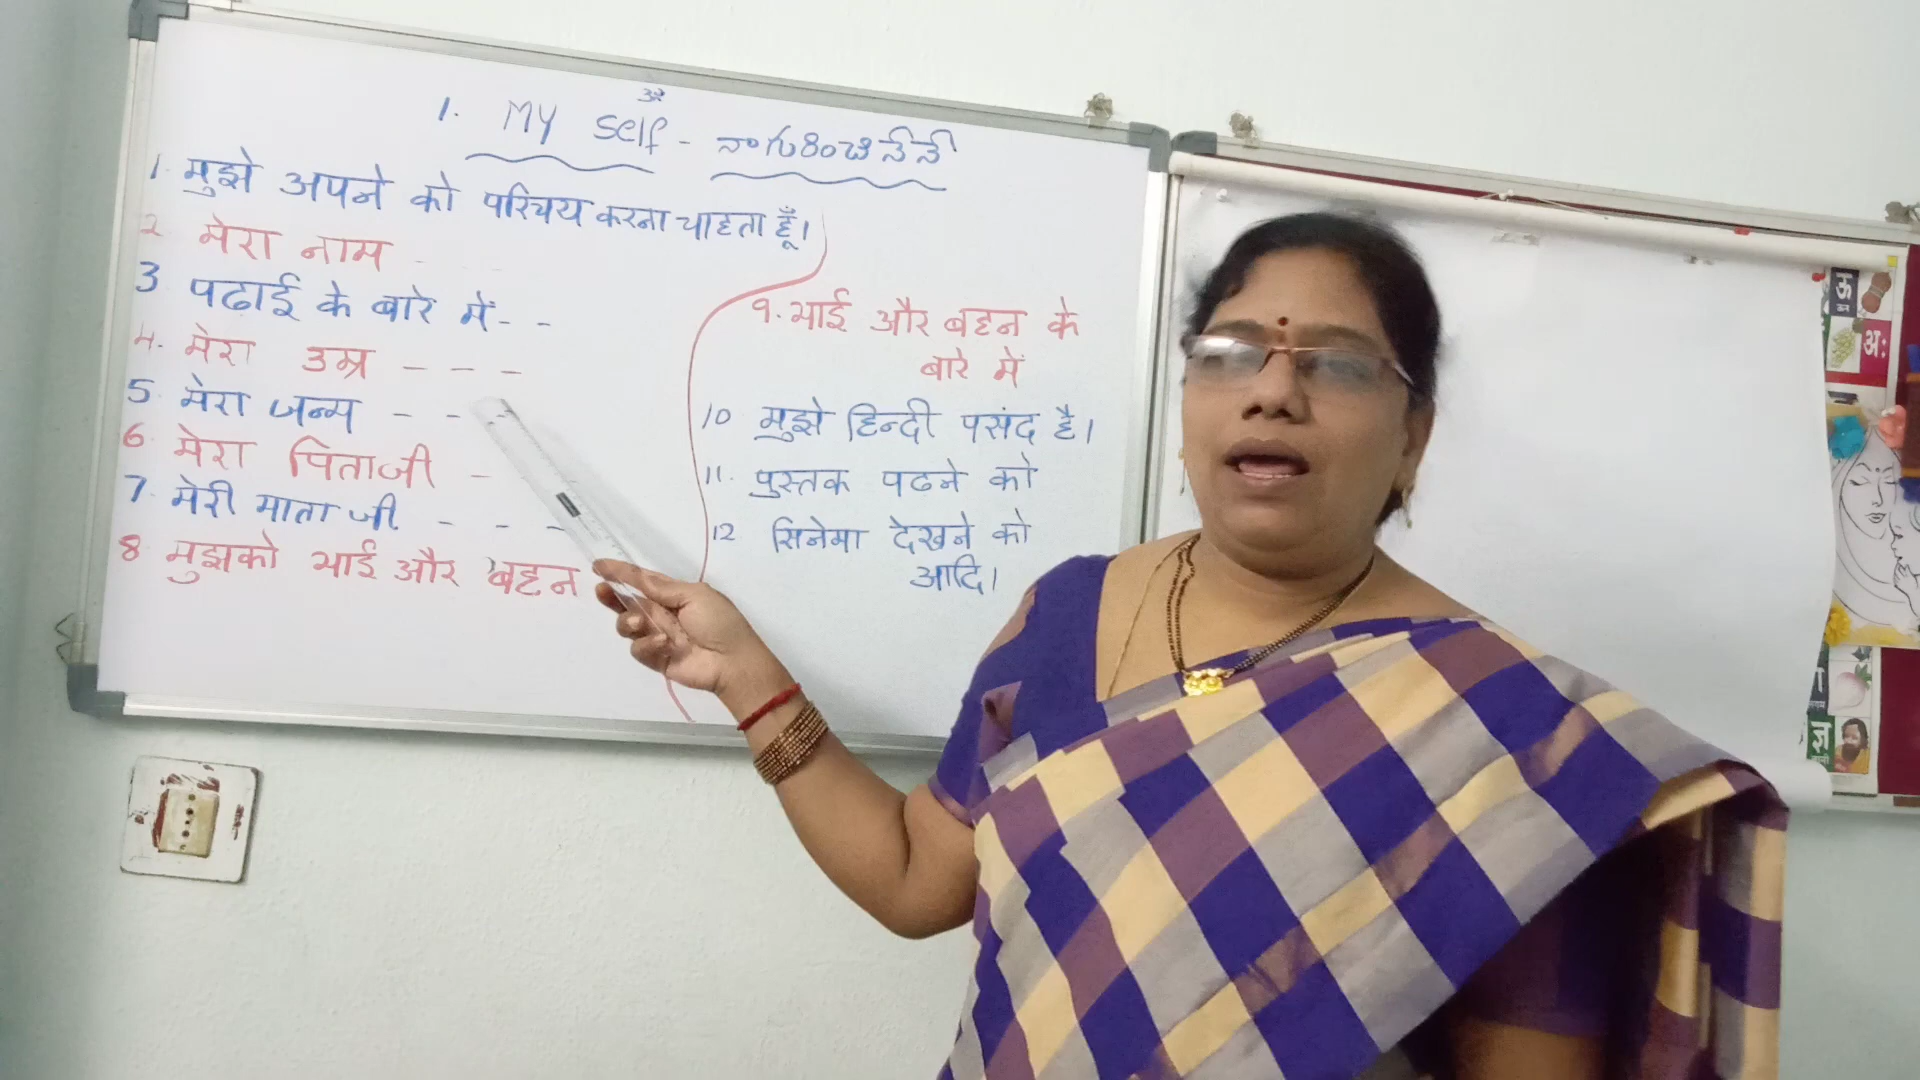 ॐ
1. MY Self - నాగురించి నేనే
1. मुझे अपने को परिचय करना चाहता हूँ।
2. मेरा नाम - - - -
3 पढाई के बारे में - -
4. मेरा उम्र - - -
5. मेरा जन्म - - -
6. मेरा पिताजी -
7. मेरी माता जी - - -
8. मुझको भाई और बहन
9. भाई और बहन के
बारे में
10 मुझे हिन्दी पसंद है।
11. पुस्तक पढने को
12 सिनेमा देखने को
आदि।
ऊ
अः
ज्ञ